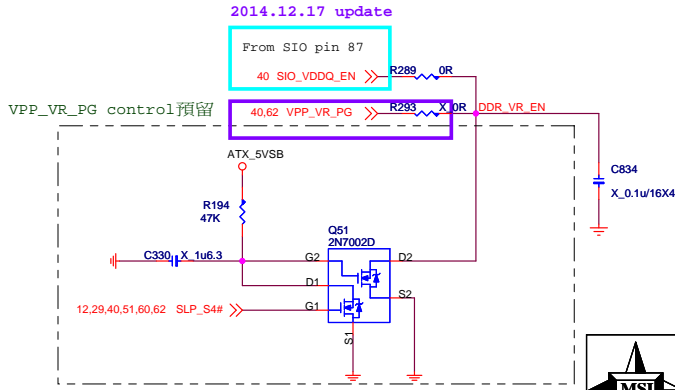 2014.12.17 update
From SIO pin 87
40 SIO_VDDQ_EN
R289 0R
VPP_VR_PG control預留
40,62 VPP_VR_PG
R293 X_0R
DDR_VR_EN
ATX_5VSB
C834
X_0.1u/16X4
R194
47K
Q51
2N7002D
C330 X_1u6.3
G2
D2
D1
S2
12,29,40,51,60,62 SLP_S4#
G1
S1
MSI